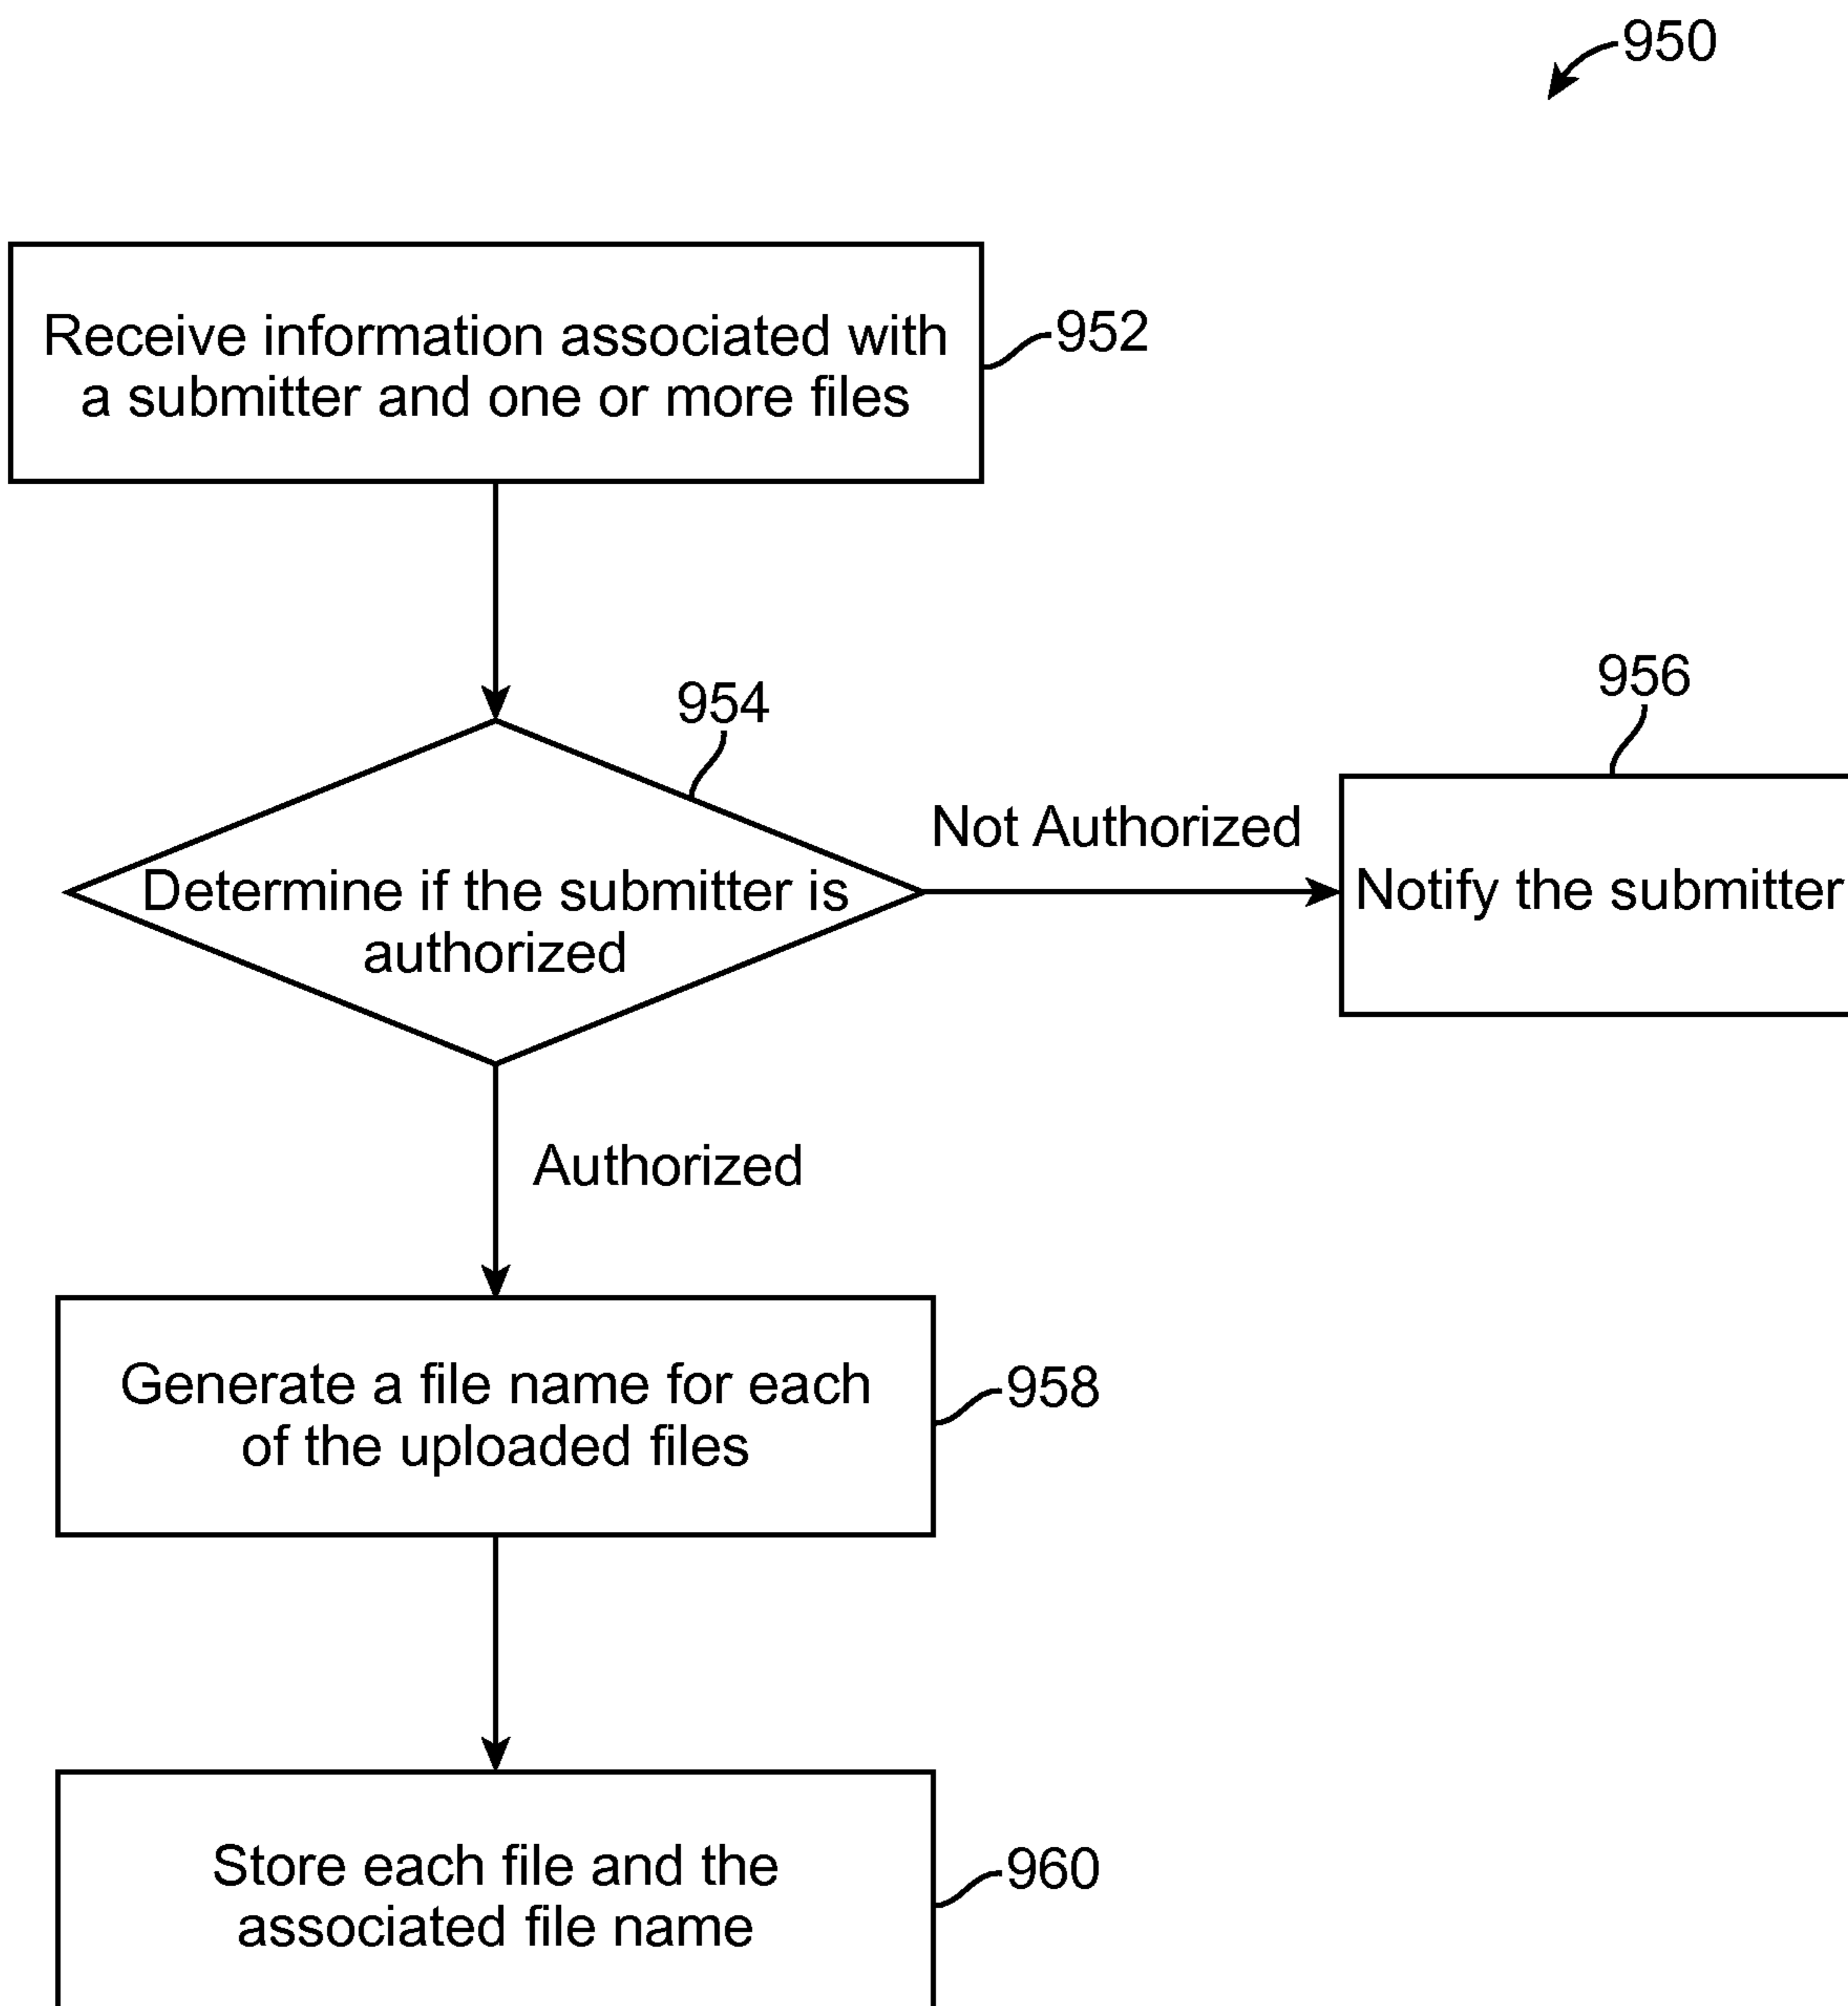 950
Receive information associated with
a submitter and one or more files
952
954
956
Not Authorized
Determine if the submitter is
authorized
Notify the submitter
Authorized
Generate a file name for each
of the uploaded files
958
Store each file and the
associated file name
960